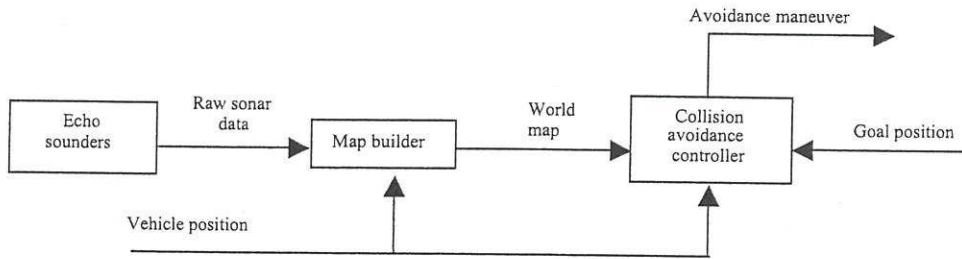 Avoidance maneuver
Echo
sounders
Raw sonar
data
Map builder
World
map
Collision
avoidance
controller
Goal position
Vehicle position